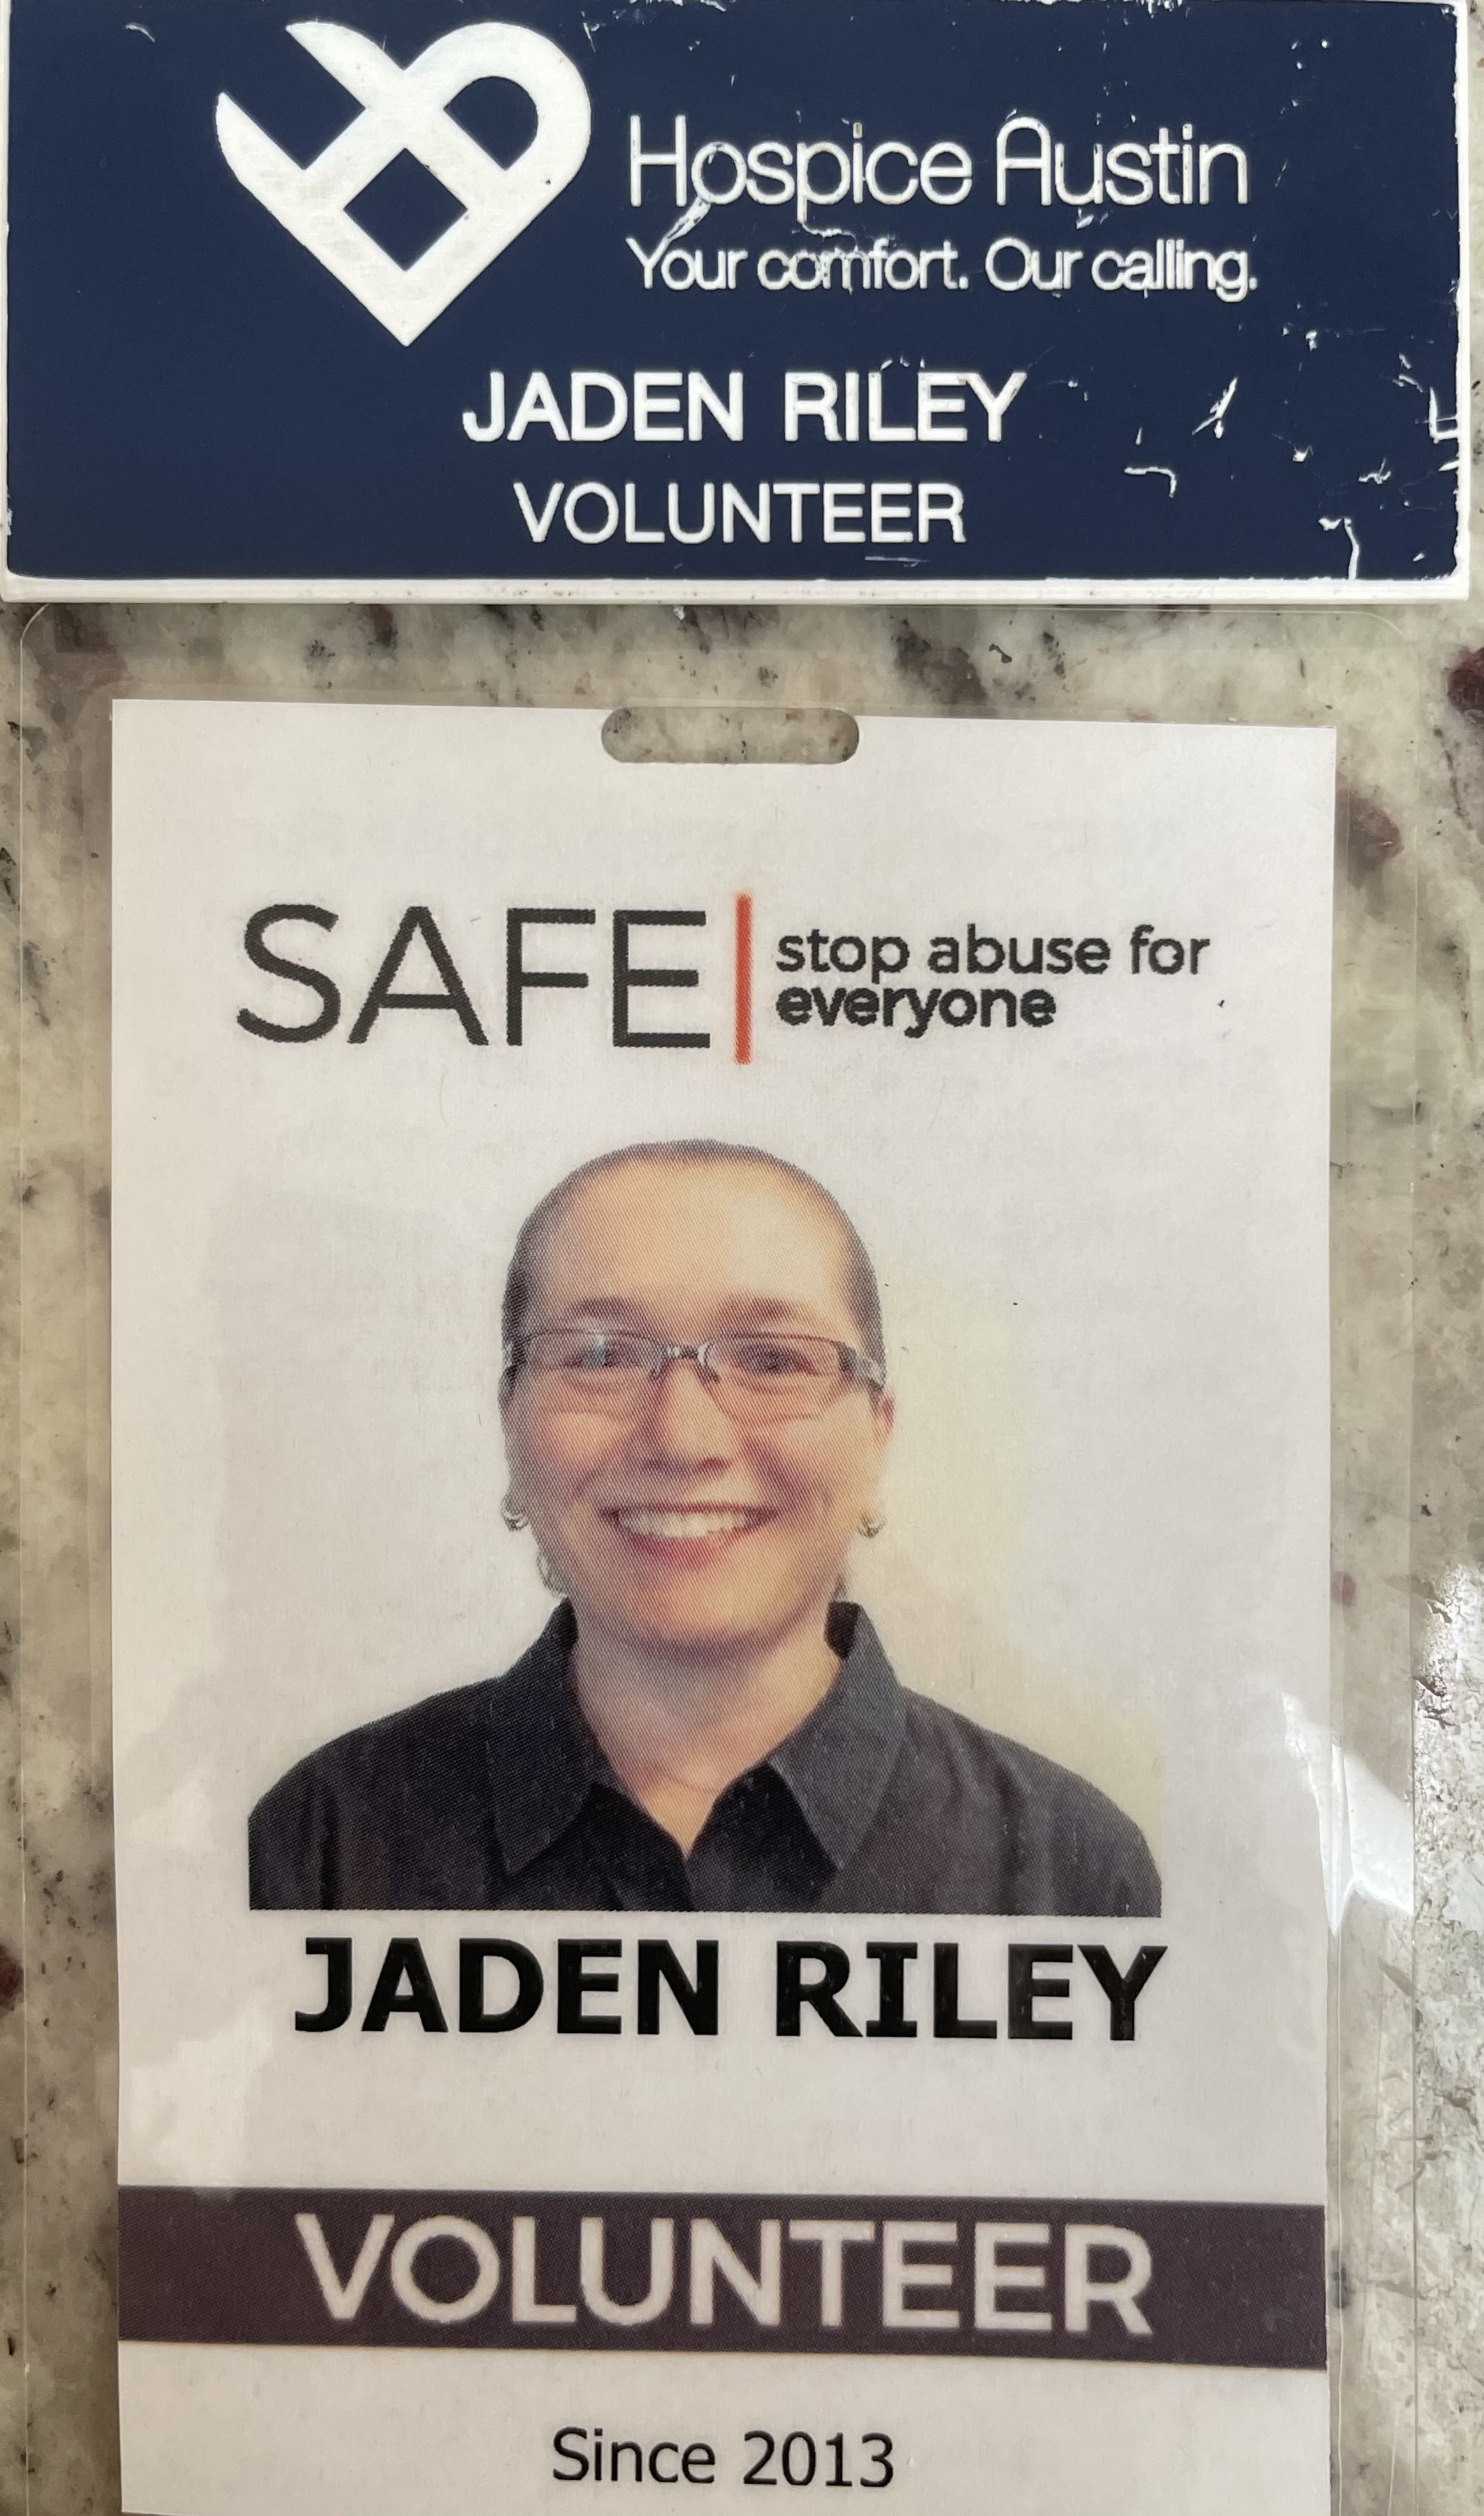 Hospice Austin
Your comfort. Our calling.
JADEN RILEY
VOLUNTEER
SAFE
stop abuse for
everyone
JADEN RILEY
VOLUNTEER
Since 2013